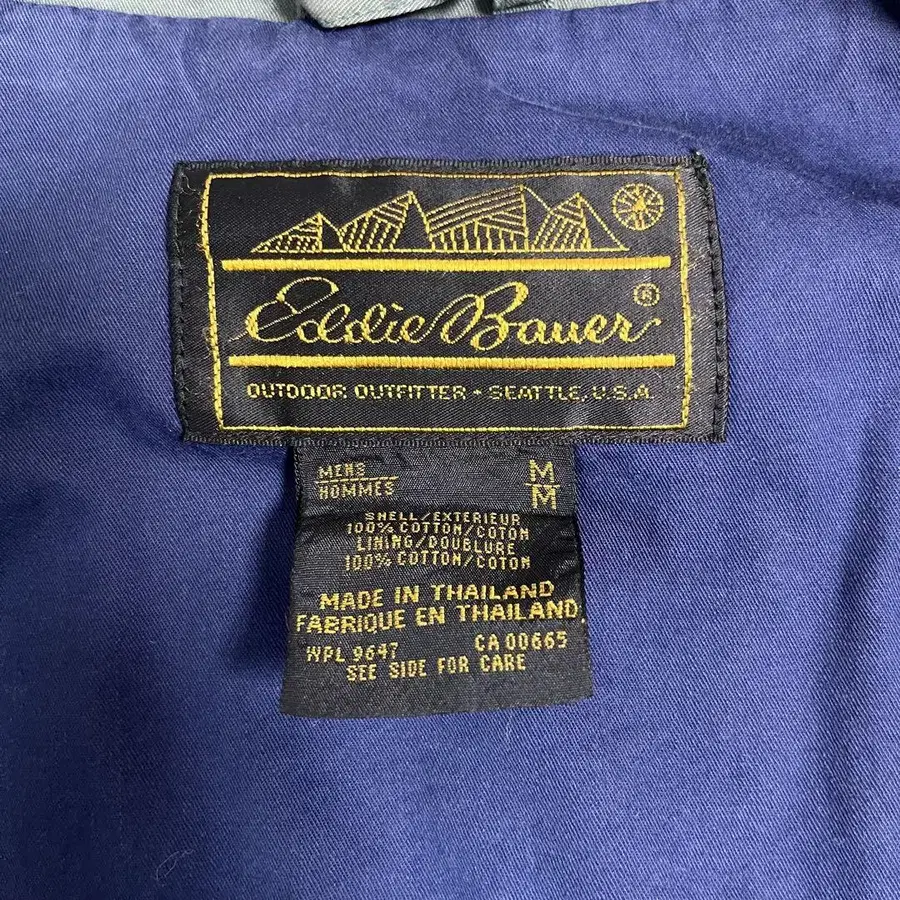 Eddie Bauer ®
OUTDOOR OUTFITTER • SEATTLE, U.S.A.
MENS M
HOMMES M
SHELL/EXTERIEUR
100% COTTON/COTON
LINING/DOUBLURE
100% COTTON/COTON
MADE IN THAILAND
FABRIQUE EN THAILAND
WPL 9647 CA 00665
SEE SIDE FOR CARE